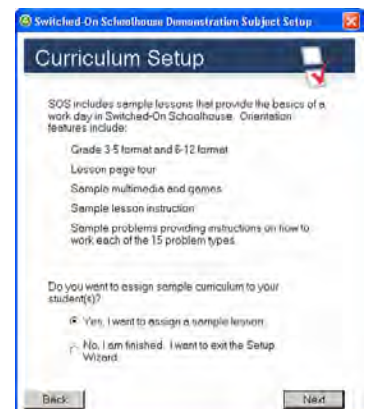 Switched-On Schoolhouse Demonstration Subject Setup
Curriculum Setup
SOS includes sample lessons that provide the basics of a
work day in Switched-On Schoolhouse. Orientation
features include:
Grade 3-5 format and 6-12 format
Lesson page tour
Sample multimedia and games
Sample lesson instruction
Sample problems providing instructions on how to
work each of the 15 problem types
Do you want to assign sample curriculum to your
student(s)?
Yes, I want to assign a sample lesson.
No, I am finished. I want to exit the Setup
Wizard.
Back
Next